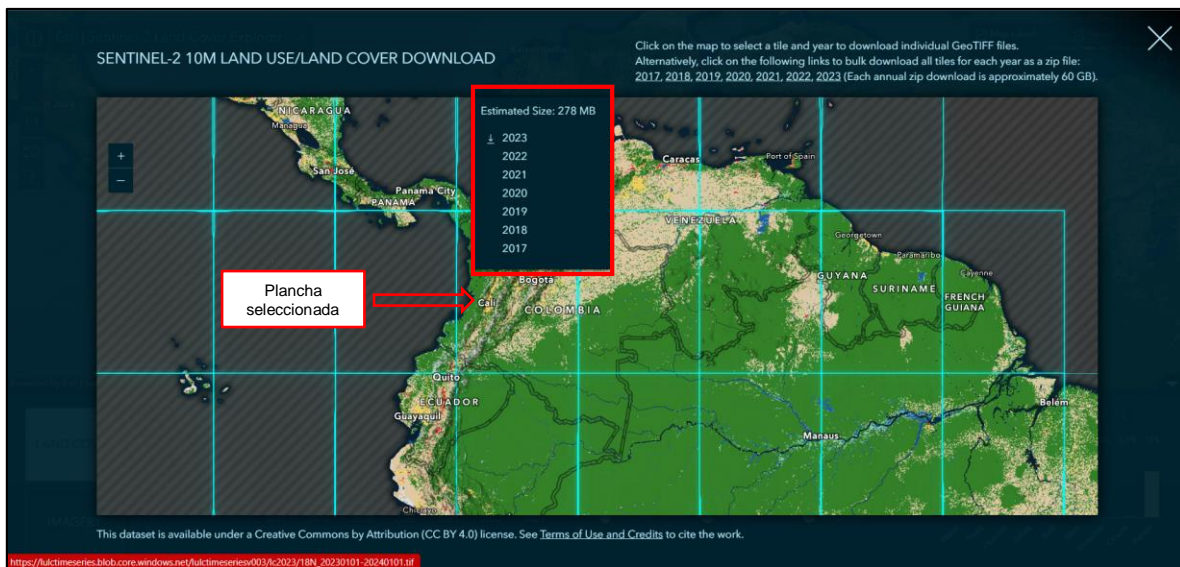 SENTINEL-2 10M LAND USE/LAND COVER DOWNLOAD
Click on the map to select a tile and year to download individual GeoTIFF files.
Alternatively, click on the following links to bulk download all tiles for each year as a zip file:
2017, 2018, 2019, 2020, 2021, 2022, 2023 (Each annual zip download is approximately 60 GB).
Estimated Size: 278 MB
2023
2022
2021
2020
2019
2018
2017
+
–
NICARAGUA
Managua
San José
Panama City
PANAMA
Caracas
Port of Spain
VENEZUELA
Georgetown
Paramaribo
Cayenne
GUYANA
SURINAME
FRENCH
GUIANA
Bogotá
Plancha
seleccionada
Cali
COLOMBIA
Quito
ECUADOR
Guayaquil
Belém
Manaus
Chiclayo
This dataset is available under a Creative Commons by Attribution (CC BY 4.0) license. See Terms of Use and Credits to cite the work.
https://lulctimeseries.blob.core.windows.net/lulctimeseriesv003/lc2023/18N_20230101-20240101.tif